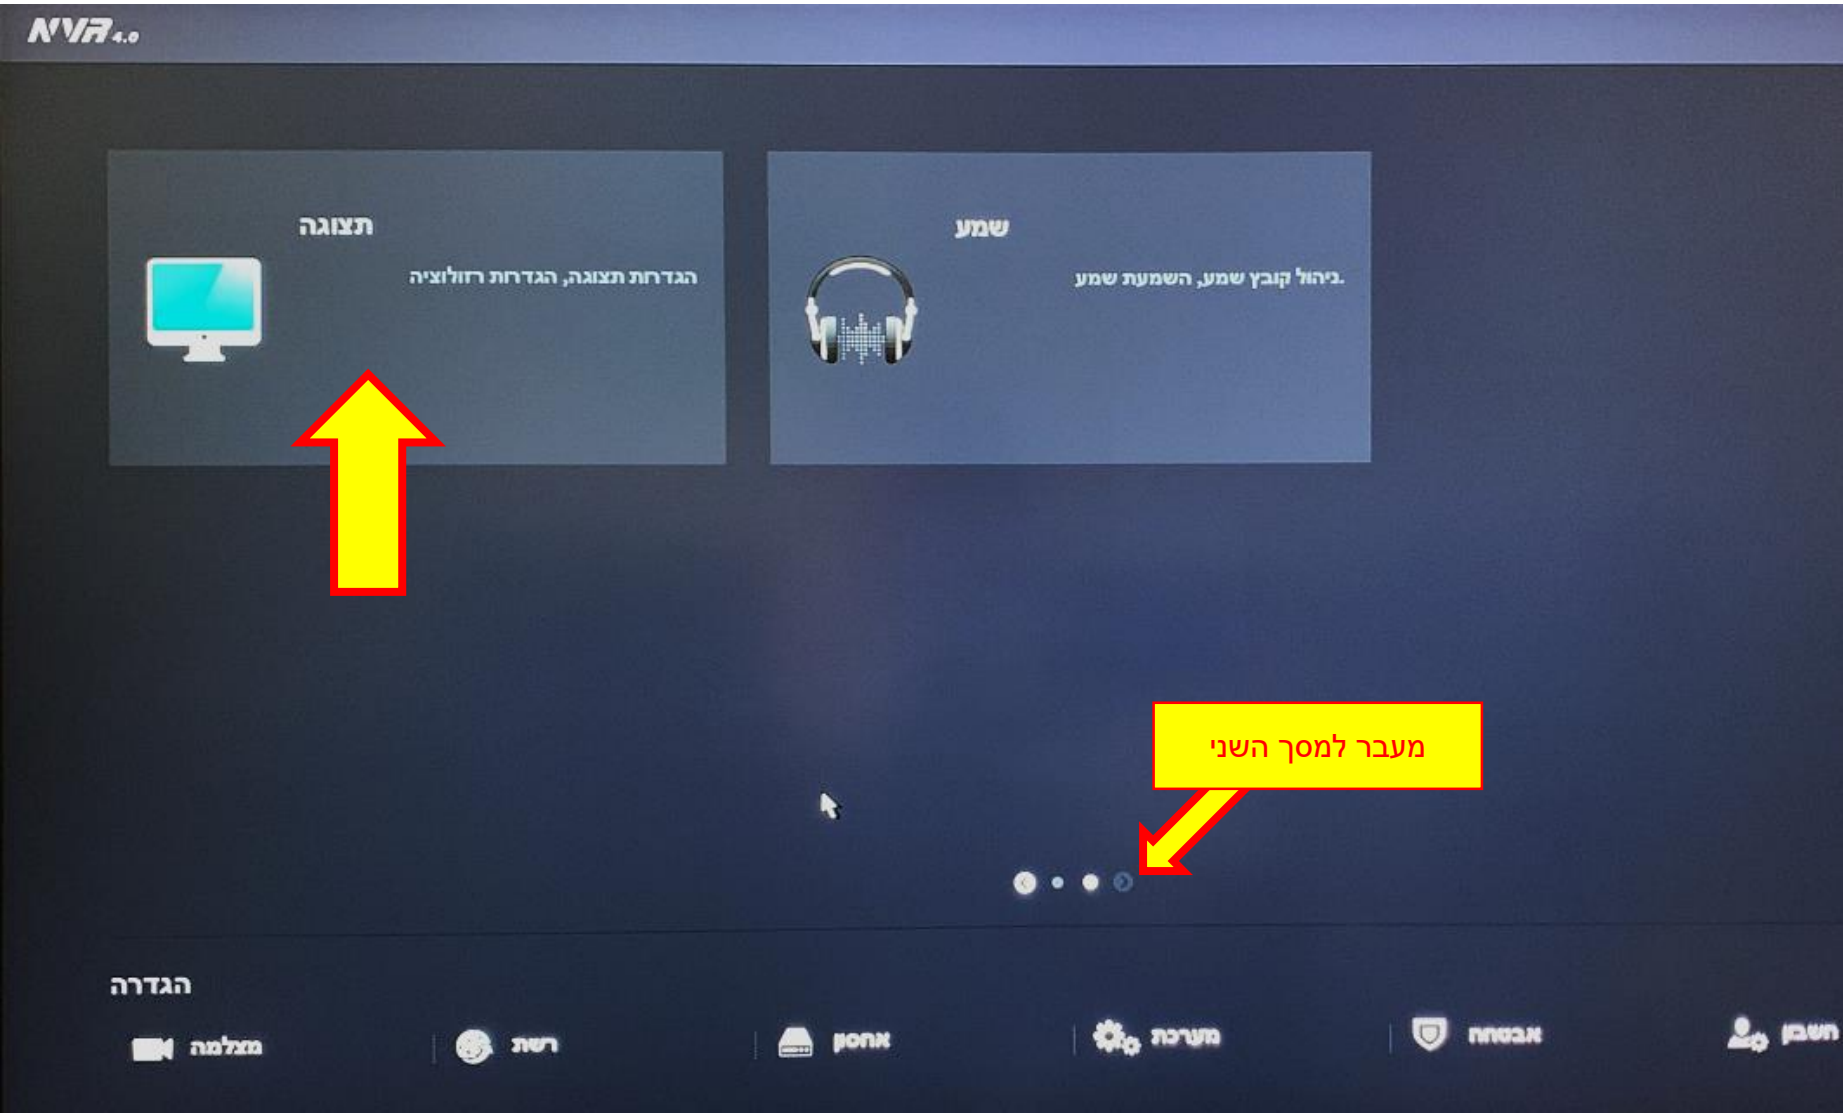 NVR 4.0
תצוגה
הגדרות תצוגה, הגדרות רזולוציה
שמע
ניהול קובץ שמע, השמעת שמע.
מעבר למסך השני
הגדרה
מצלמה
רשת
אחסון
מערכת
אבטחה
חשבון